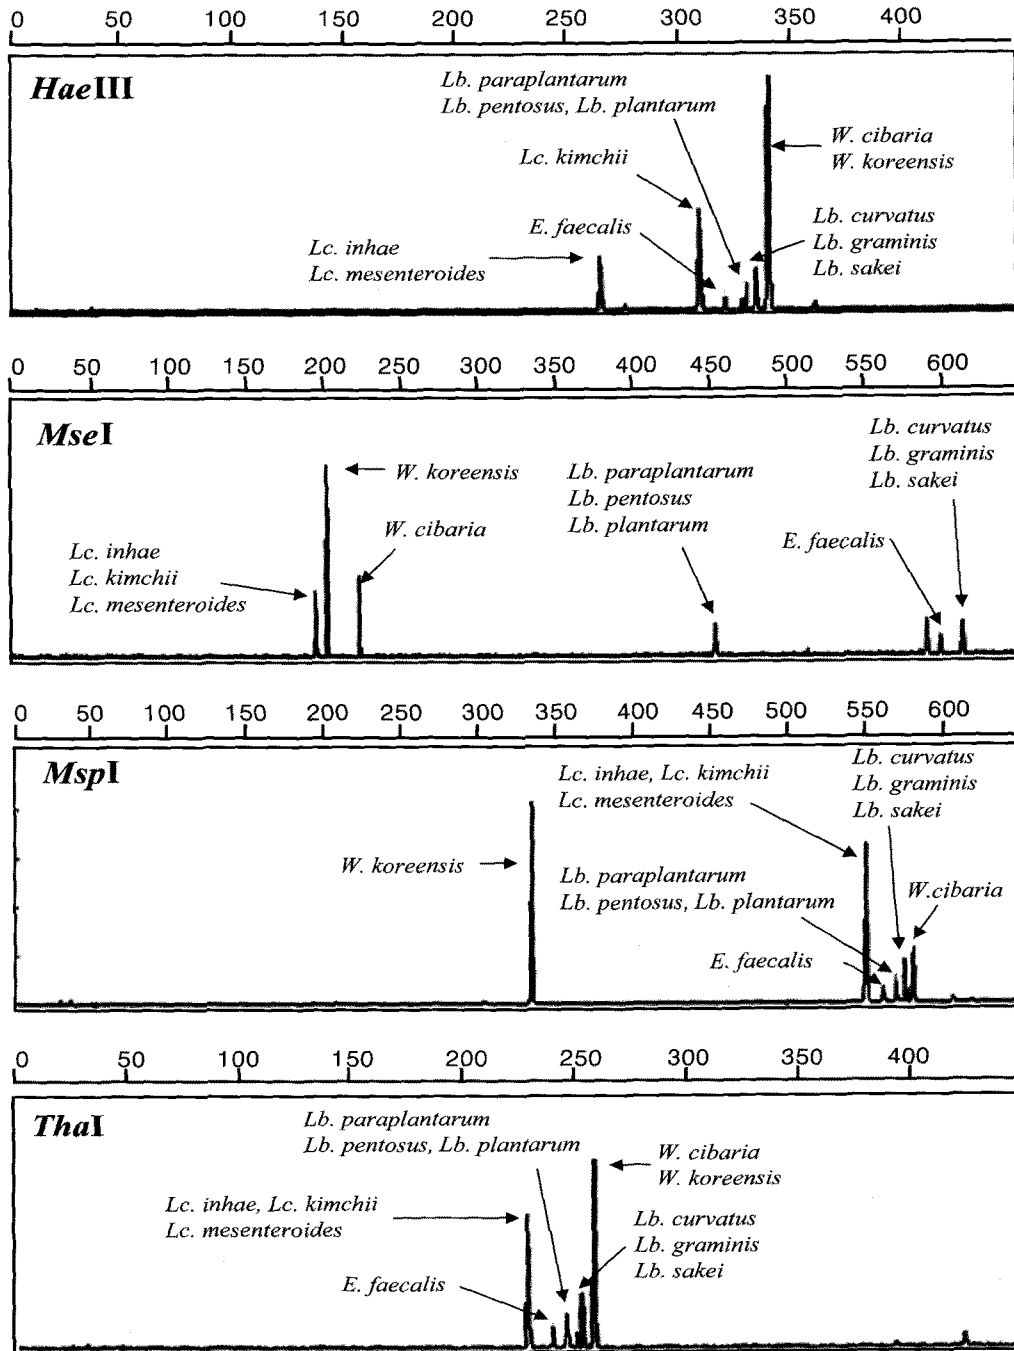 0 50 100 150 200 250 300 350 400
HaeIII
Lb. paraplantarum
Lb. pentosus, Lb. plantarum
W. cibaria
W. koreensis
Lc. kimchii
Lb. curvatus
Lb. graminis
Lb. sakei
E. faecalis
Lc. inhae
Lc. mesenteroides
0 50 100 150 200 250 300 350 400 450 500 550 600
MseI
Lb. curvatus
Lb. graminis
Lb. sakei
W. koreensis
Lb. paraplantarum
Lb. pentosus
Lb. plantarum
W. cibaria
E. faecalis
Lc. inhae
Lc. kimchii
Lc. mesenteroides
0 50 100 150 200 250 300 350 400 450 500 550 600
MspI
Lb. curvatus
Lb. graminis
Lb. sakei
Lc. inhae, Lc. kimchii
Lc. mesenteroides
W. koreensis
Lb. paraplantarum
Lb. pentosus, Lb. plantarum
W.cibaria
E. faecalis
0 50 100 150 200 250 300 350 400
ThaI
Lb. paraplantarum
Lb. pentosus, Lb. plantarum
W. cibaria
W. koreensis
Lc. inhae, Lc. kimchii
Lc. mesenteroides
Lb. curvatus
Lb. graminis
Lb. sakei
E. faecalis